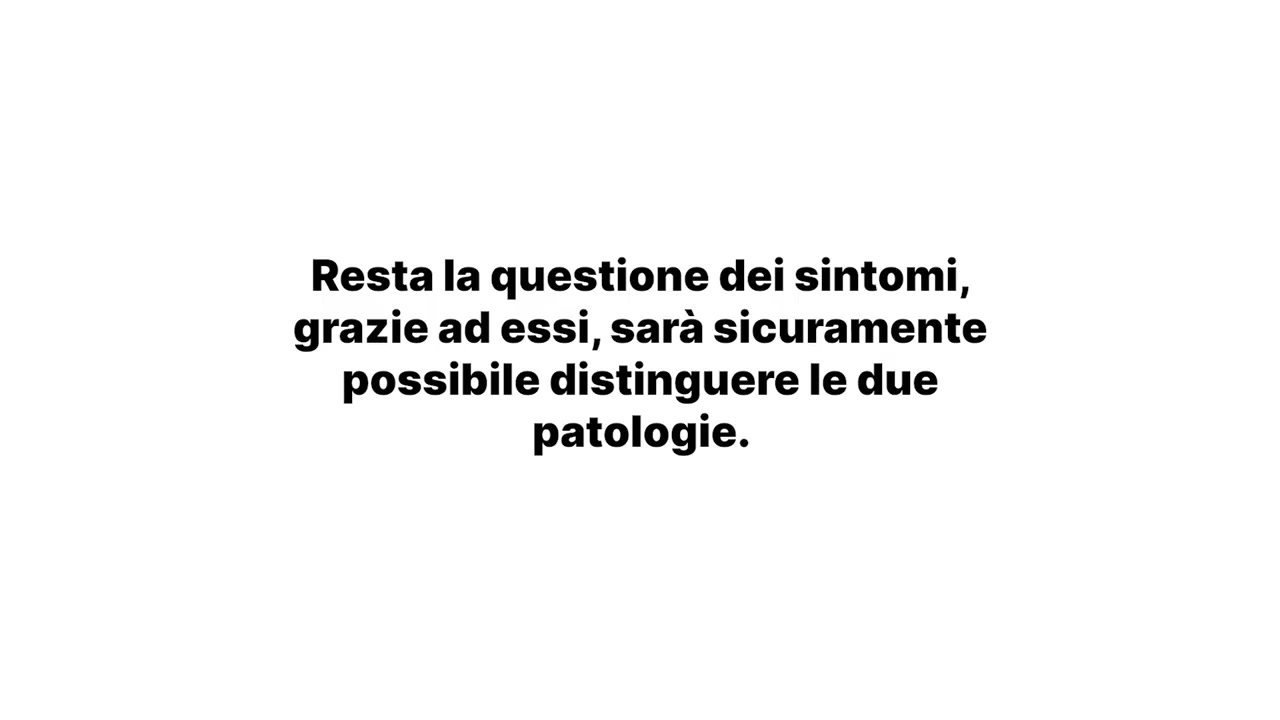 Resta la questione dei sintomi,
grazie ad essi, sarà sicuramente
possibile distinguere le due
patologie.